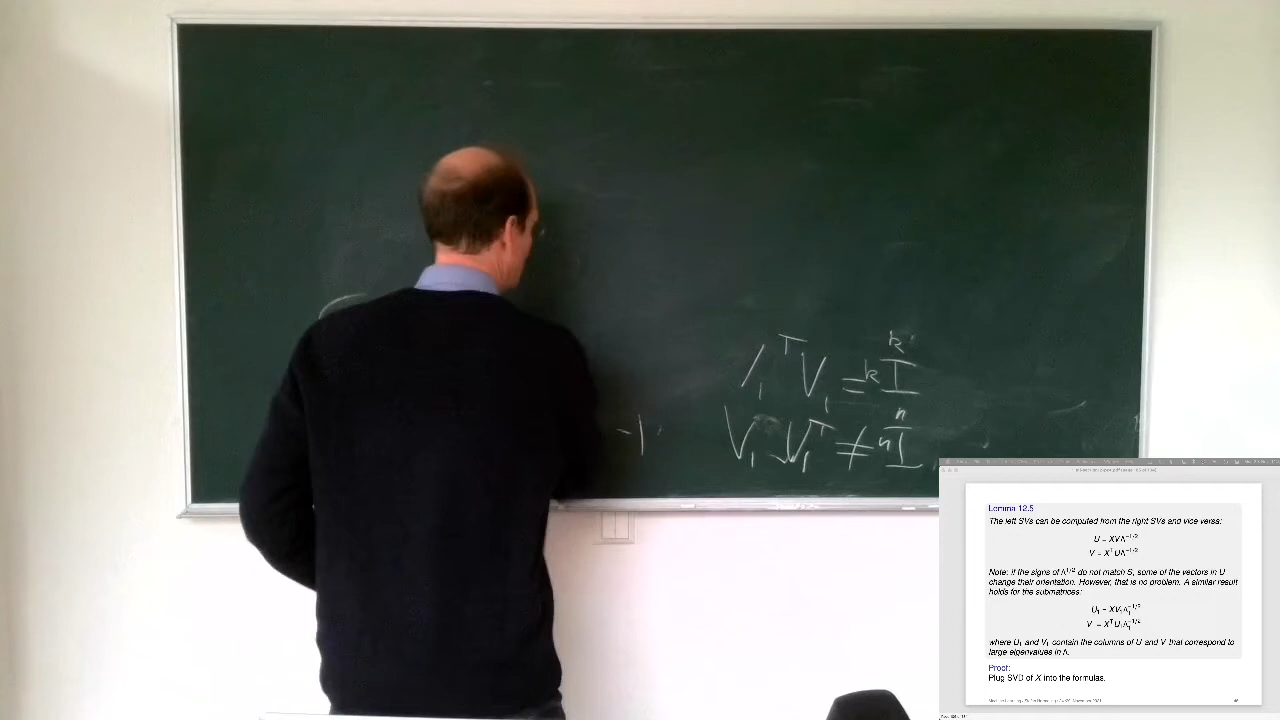 V₁ᵀ V₁ = k I k
V₁ V₁ᵀ ≠ n I n
-1
Lemma 12.5
The left SVs can be computed from the right SVs and vice versa:
U = XVΛ^{-1/2}
V = XᵀUΛ^{-1/2}
Note: if the signs of Λ^{1/2} do not match S, some of the vectors in U
change their orientation. However, that is no problem. A similar result
holds for the submatrices:
U₁ = XV₁Λ₁^{-1/2}
V = XᵀU₁Λ₁^{-1/2}
where U₁ and V₁ contain the columns of U and V that correspond to
large eigenvalues in Λ.
Proof:
Plug SVD of X into the formulas.